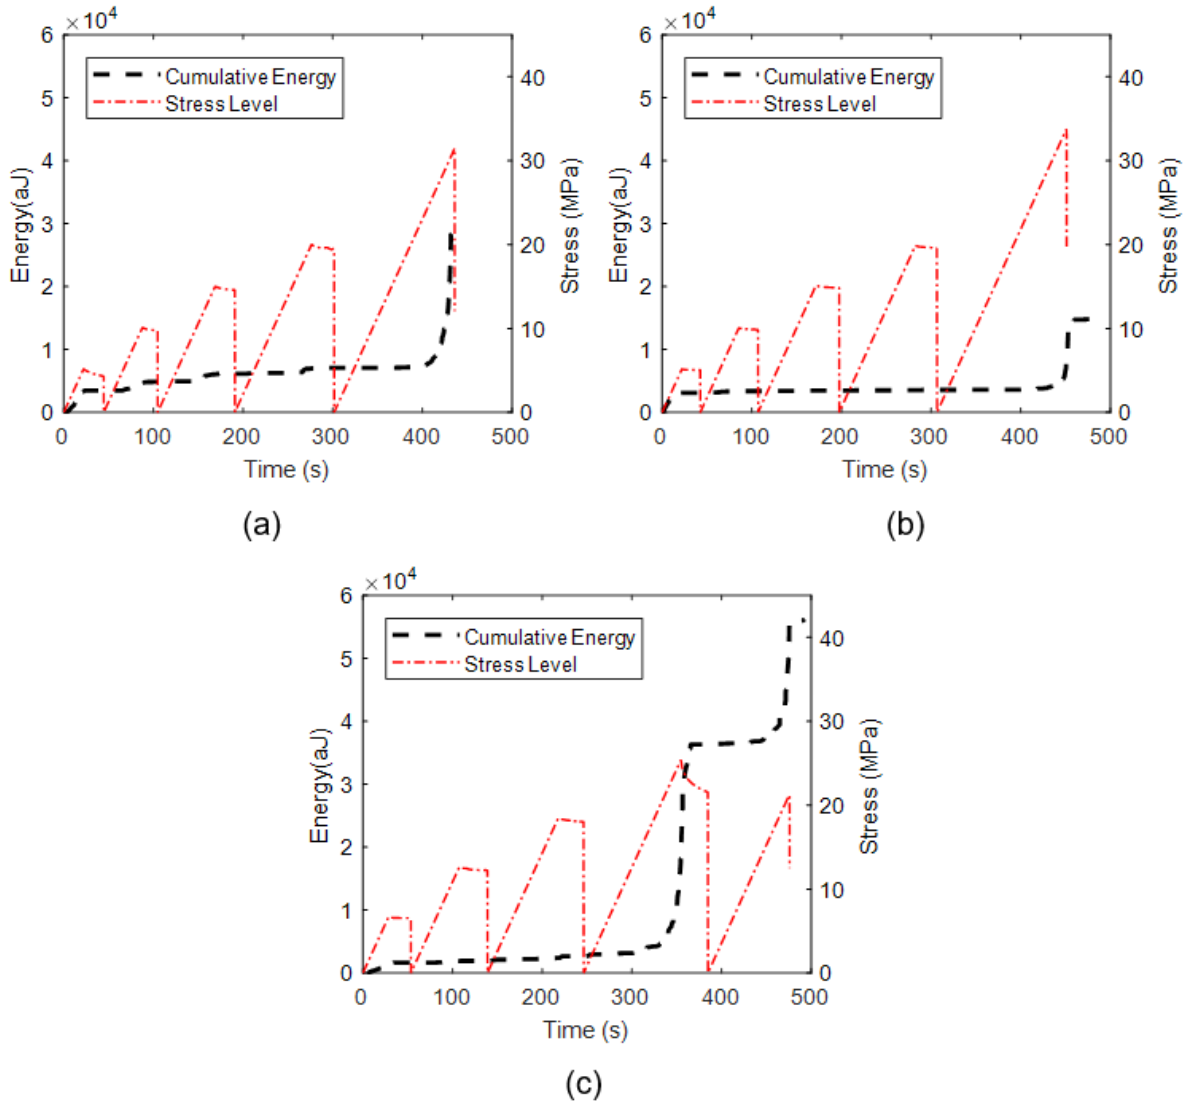 ×10⁴
6
5
4
3
2
1
0
Energy(aJ)
Cumulative Energy
Stress Level
40
30
20
10
0
Stress (MPa)
0 100 200 300 400 500
Time (s)
(a)
×10⁴
6
5
4
3
2
1
0
Energy(aJ)
Cumulative Energy
Stress Level
40
30
20
10
0
Stress (MPa)
0 100 200 300 400 500
Time (s)
(b)
×10⁴
6
5
4
3
2
1
0
Energy(aJ)
Cumulative Energy
Stress Level
40
30
20
10
0
Stress (MPa)
0 100 200 300 400 500
Time (s)
(c)